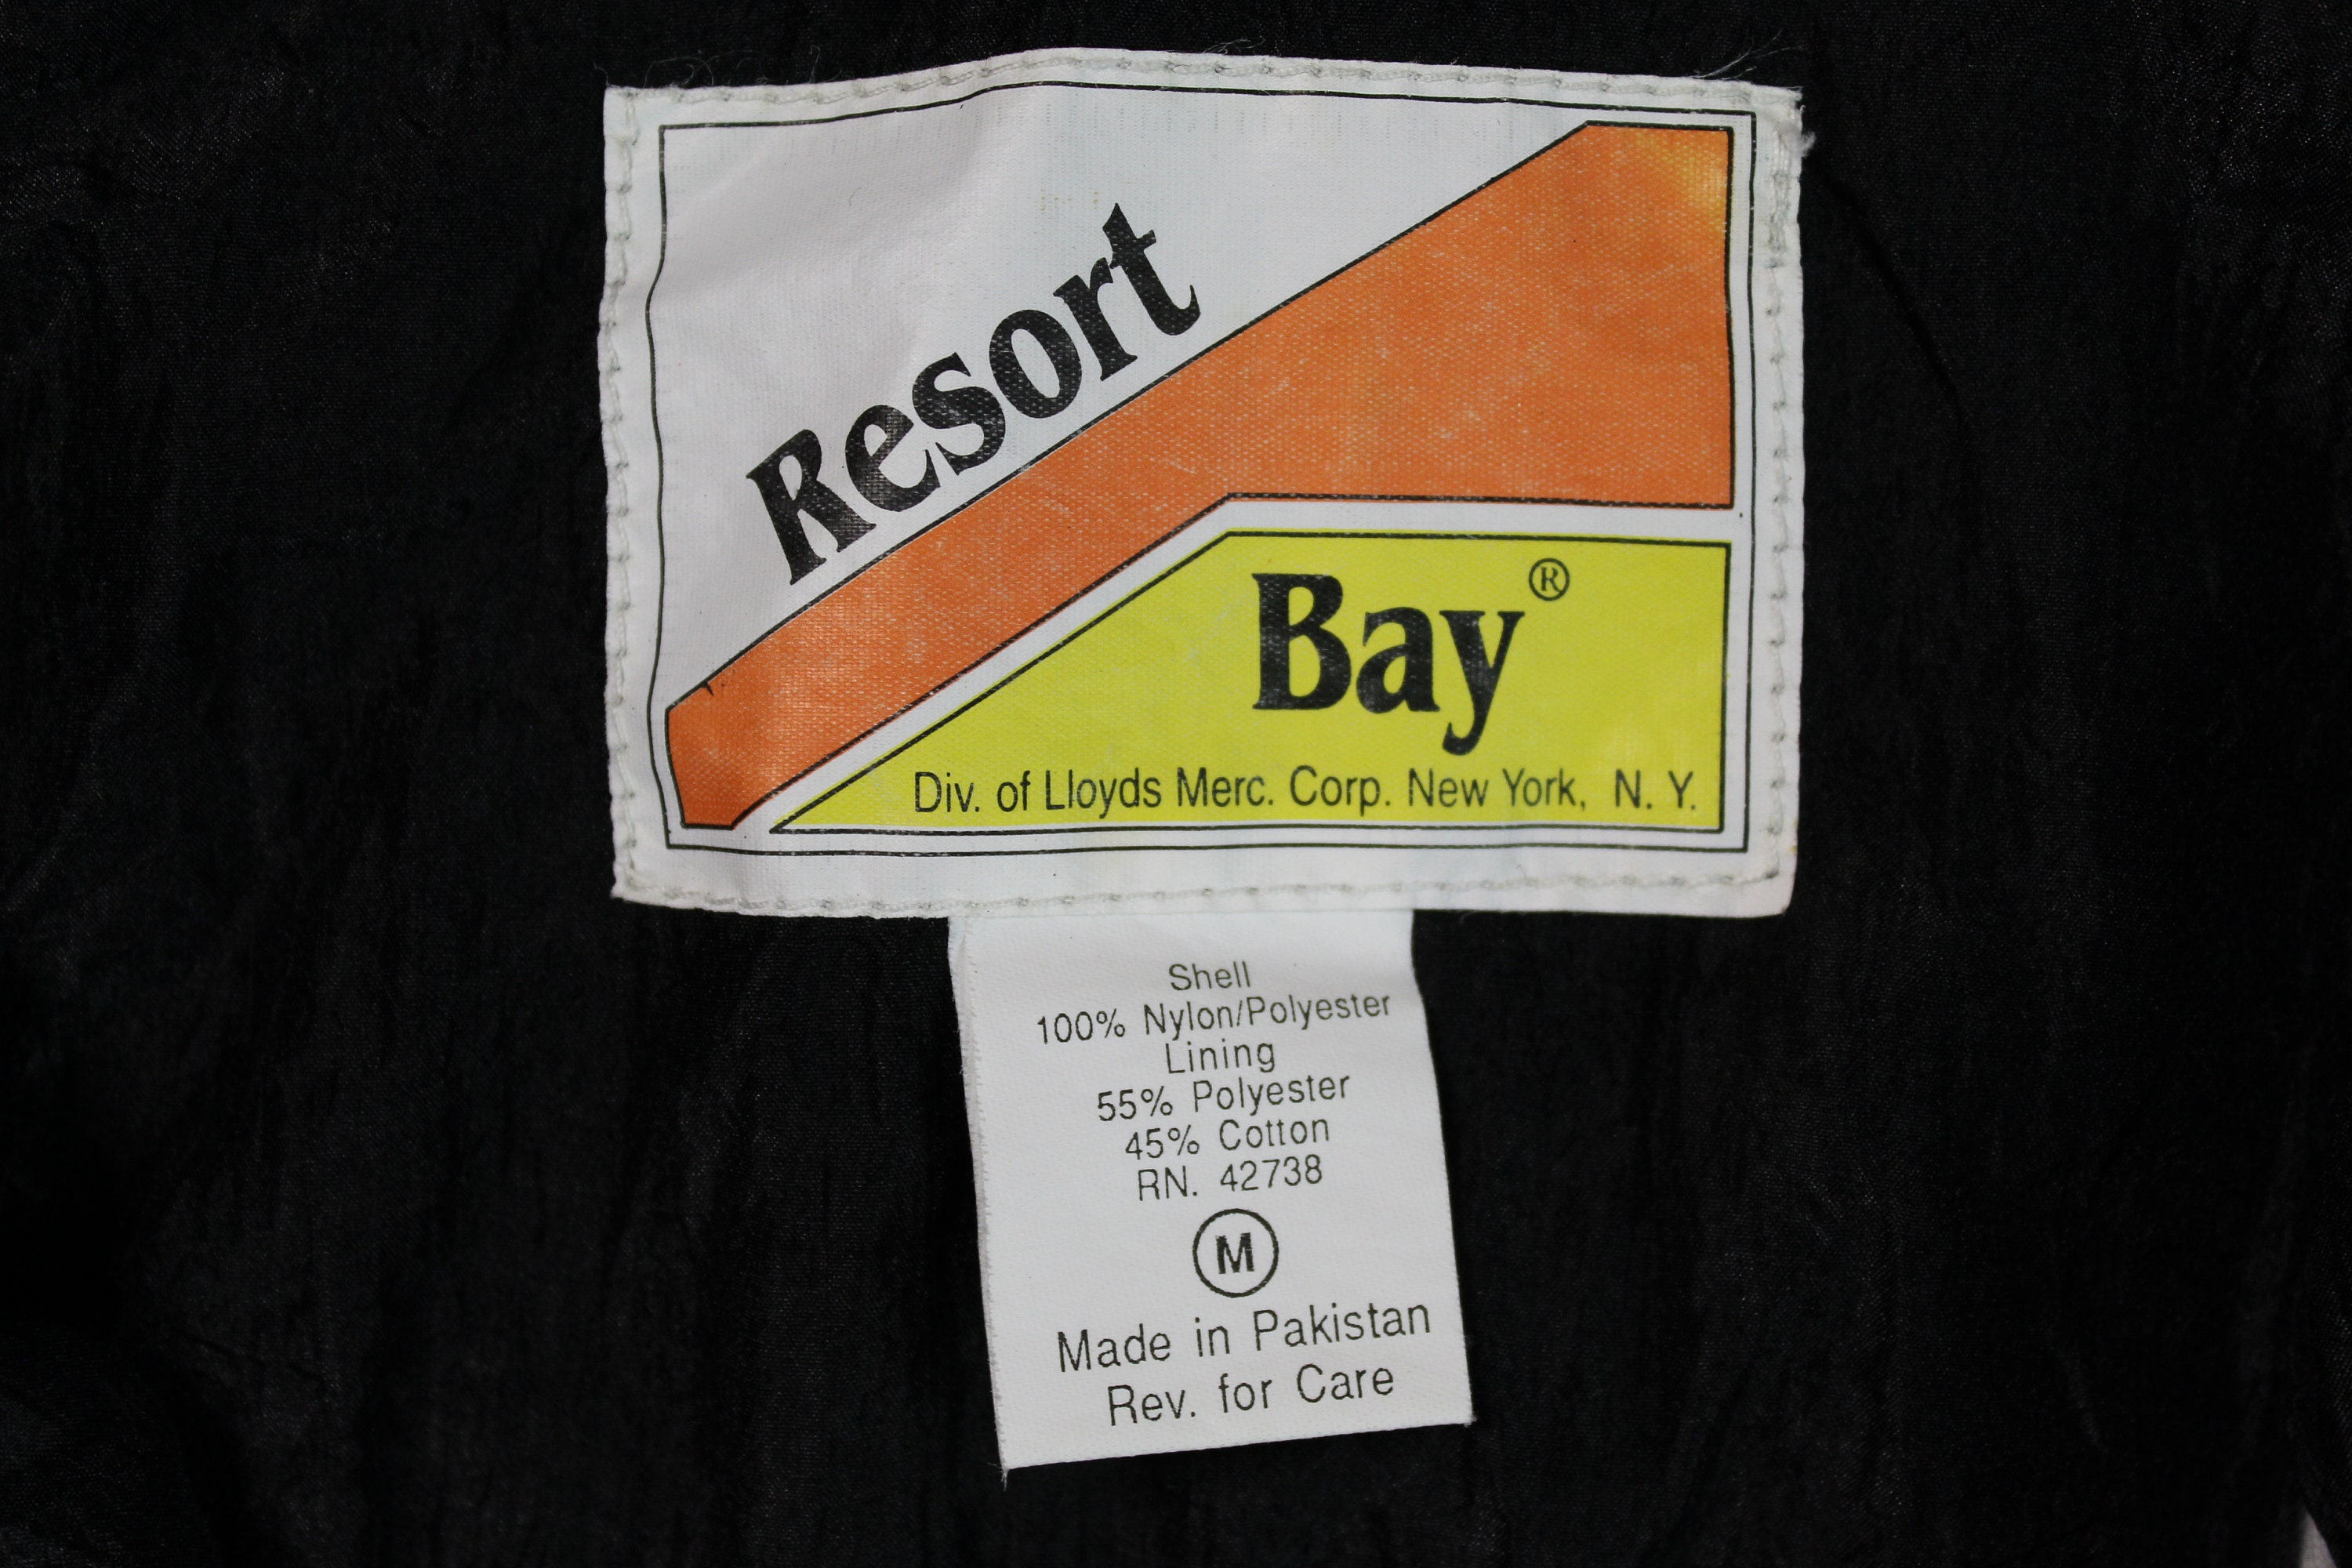 Resort
Bay®
Div. of Lloyds Merc. Corp. New York, N. Y.
Shell
100% Nylon/Polyester
Lining
55% Polyester
45% Cotton
RN. 42738
M
Made in Pakistan
Rev. for Care